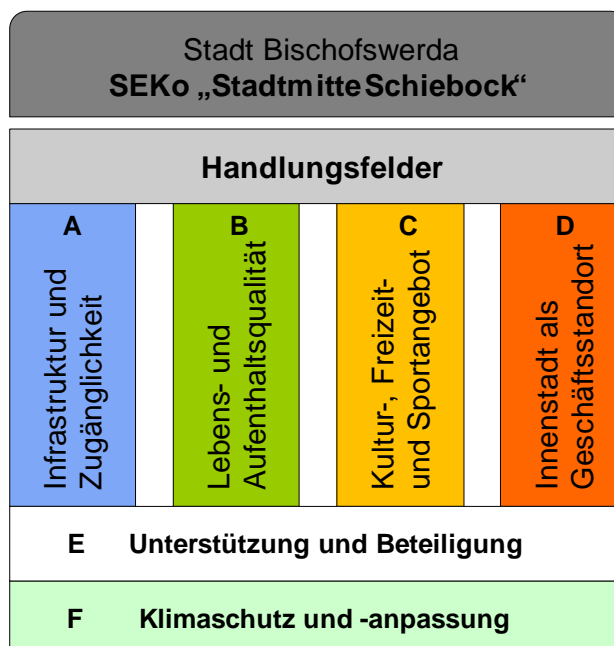 Stadt Bischofswerda
SEKo „Stadtmitte Schiebock“
Handlungsfelder
A
Infrastruktur und
Zugänglichkeit
B
Lebens- und
Aufenthaltsqualität
C
Kultur-, Freizeit-
und Sportangebot
D
Innenstadt als
Geschäftsstandort
E Unterstützung und Beteiligung
F Klimaschutz und -anpassung